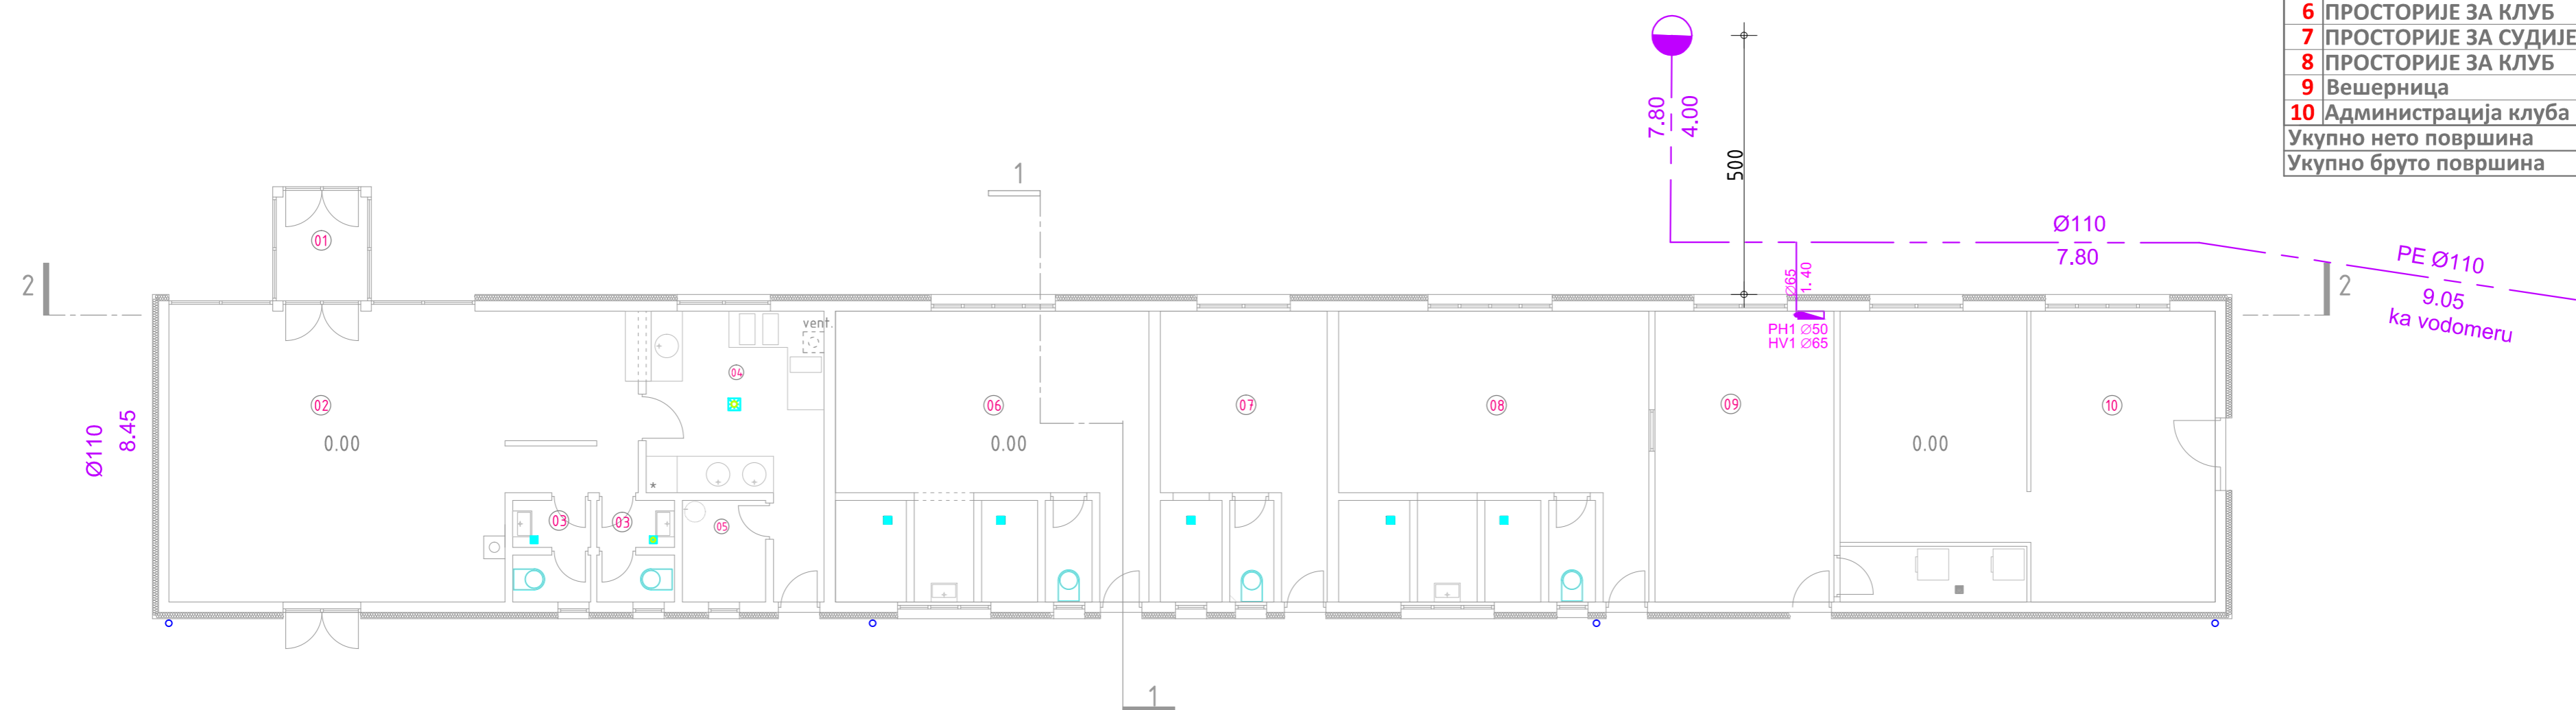 6 ПРОСТОРИЈЕ ЗА КЛУБ
7 ПРОСТОРИЈЕ ЗА СУДИЈЕ
8 ПРОСТОРИЈЕ ЗА КЛУБ
9 Вешерница
10 Администрација клуба
Укупно нето површина
Укупно бруто површина
7.80
4.00
500
1
Ø110
7.80
PE Ø110
9.05
ka vodomeru
2
2
01
Ø65
1.40
PH1 Ø50
HV1 Ø65
vent.
04
02
06
07
08
09
10
0.00
0.00
0.00
Ø110
8.45
*
03
03
05
1